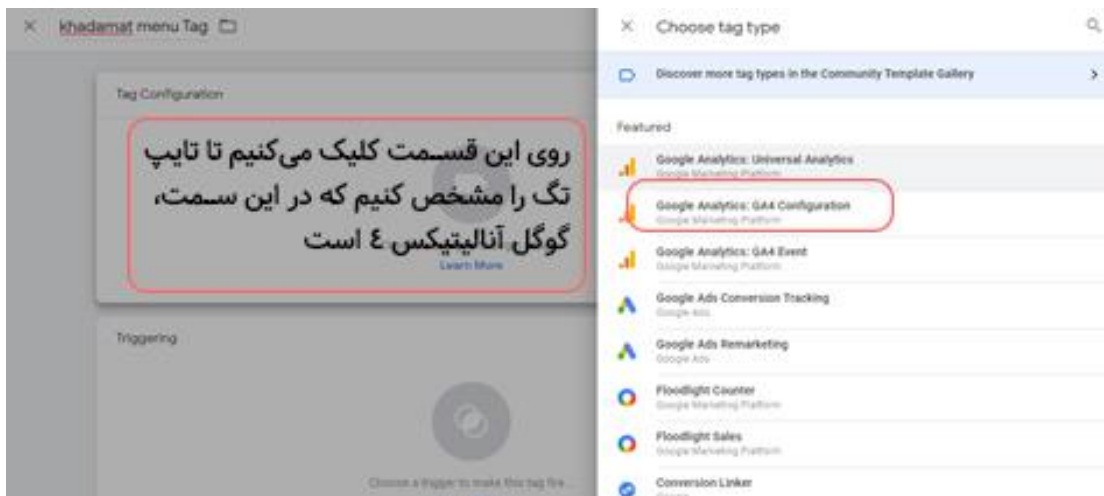 khadamat menu Tag
Tag Configuration
روی این قسمت کلیک می‌کنیم تا تایپ
تگ را مشخص کنیم که در این سمت،
گوگل آنالیتیکس ٤ است
Learn More
Triggering
Choose a trigger to make this tag fire...
Choose tag type
Discover more tag types in the Community Template Gallery
Featured
Google Analytics: Universal Analytics
Google Marketing Platform
Google Analytics: GA4 Configuration
Google Marketing Platform
Google Analytics: GA4 Event
Google Marketing Platform
Google Ads Conversion Tracking
Google Ads
Google Ads Remarketing
Google Ads
Floodlight Counter
Google Marketing Platform
Floodlight Sales
Google Marketing Platform
Conversion Linker
Google